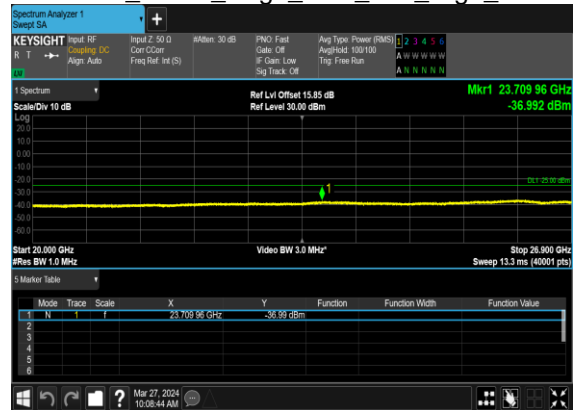 Spectrum Analyzer 1
Swept SA
+
KEYSIGHT Input: RF
R T Coupling: DC
Align: Auto
LW
Input Z: 50 Ω
Corr CCorr
Freq Ref: Int (S)
#Atten: 30 dB
PNO: Fast
Gate: Off
IF Gain: Low
Sig Track: Off
Avg Type: Power (RMS)
Avg|Hold: 100/100
Trig: Free Run
1 2 3 4 5 6
A W W W W W
A N N N N N
1 Spectrum
Scale/Div 10 dB
Log
Ref Lvl Offset 15.85 dB
Ref Level 30.00 dBm
Mkr1 23.709 96 GHz
-36.992 dBm
20.0
10.0
0.00
-10.0
-20.0
-30.0
-40.0
-50.0
-60.0
1
DL1 -25.00 dBm
Start 20.000 GHz
#Res BW 1.0 MHz
Video BW 3.0 MHz*
Stop 26.900 GHz
Sweep 13.3 ms (40001 pts)
5 Marker Table
Mode Trace Scale X Y Function Function Width Function Value
1 N 1 f 23.709 96 GHz -36.99 dBm
2
3
4
5
6
? Mar 27, 2024
10:08:44 AM